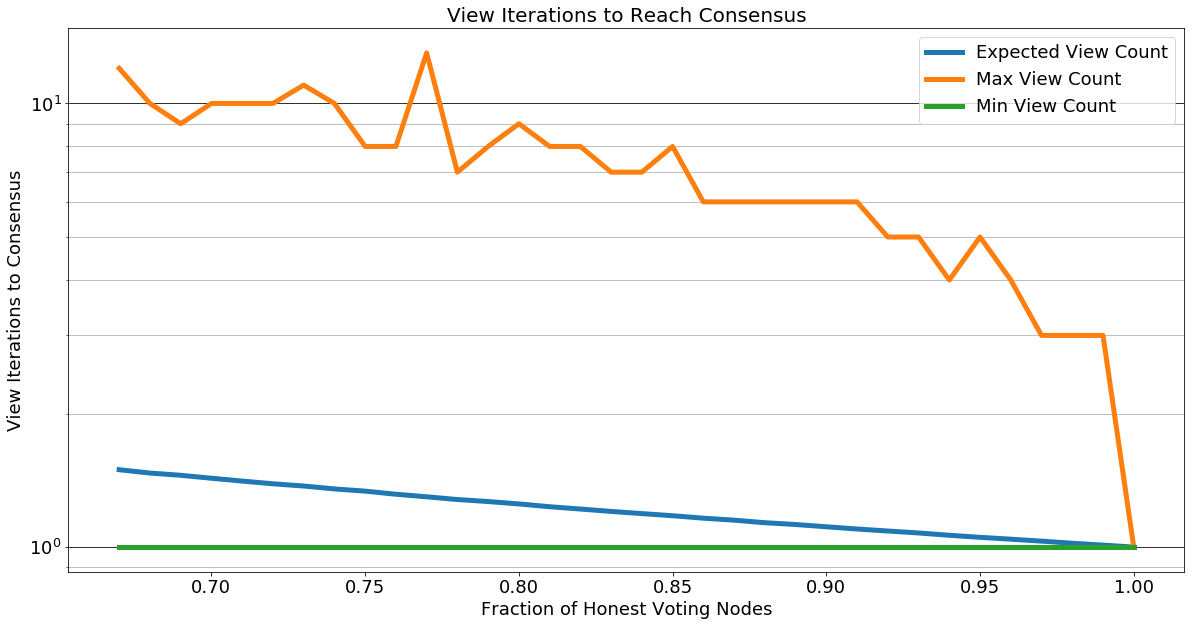 View Iterations to Reach Consensus
Expected View Count
Max View Count
Min View Count
10¹
10⁰
View Iterations to Consensus
0.70 0.75 0.80 0.85 0.90 0.95 1.00
Fraction of Honest Voting Nodes